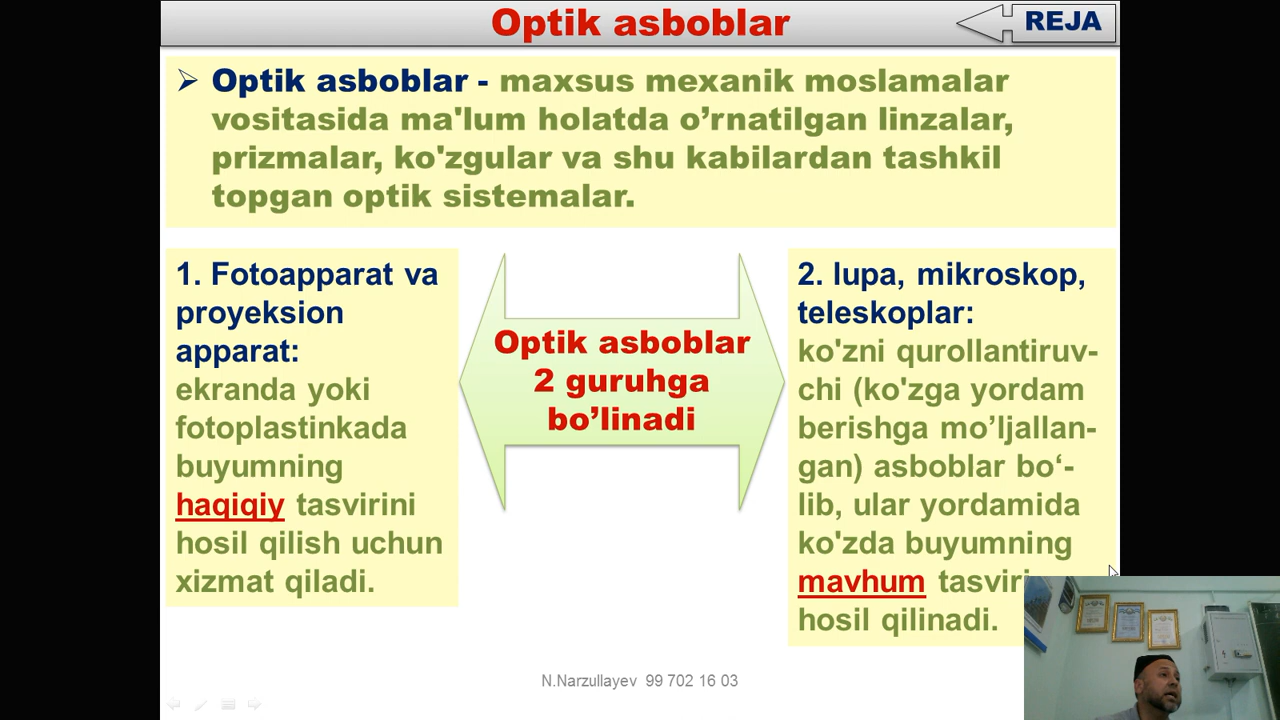 Optik asboblar
REJA
Optik asboblar - maxsus mexanik moslamalar
vositasida ma'lum holatda o’rnatilgan linzalar,
prizmalar, ko'zgular va shu kabilardan tashkil
topgan optik sistemalar.
1. Fotoapparat va
proyeksion
apparat:
ekranda yoki
fotoplastinkada
buyumning
haqiqiy tasvirini
hosil qilish uchun
xizmat qiladi.
Optik asboblar
2 guruhga
bo’linadi
2. lupa, mikroskop,
teleskoplar:
ko'zni qurollantiruv-
chi (ko'zga yordam
berishga mo’ljallan-
gan) asboblar bo‘-
lib, ular yordamida
ko'zda buyumning
mavhum tasviri
hosil qilinadi.
N.Narzullayev 99 702 16 03